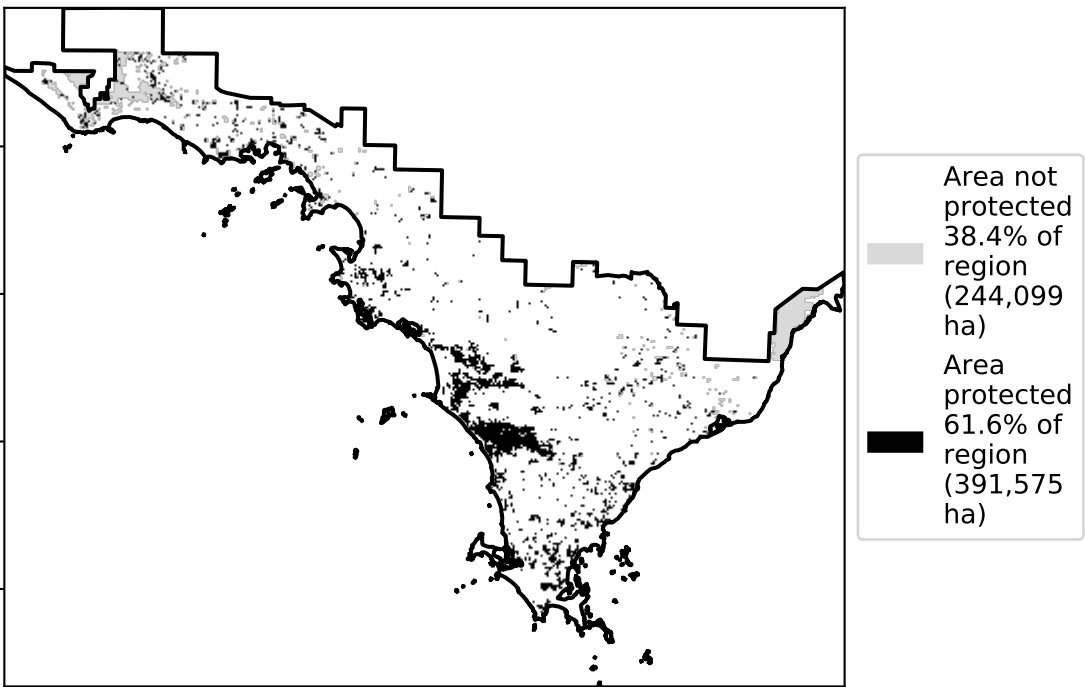 Area not
protected
38.4% of
region
(244,099
ha)
Area
protected
61.6% of
region
(391,575
ha)